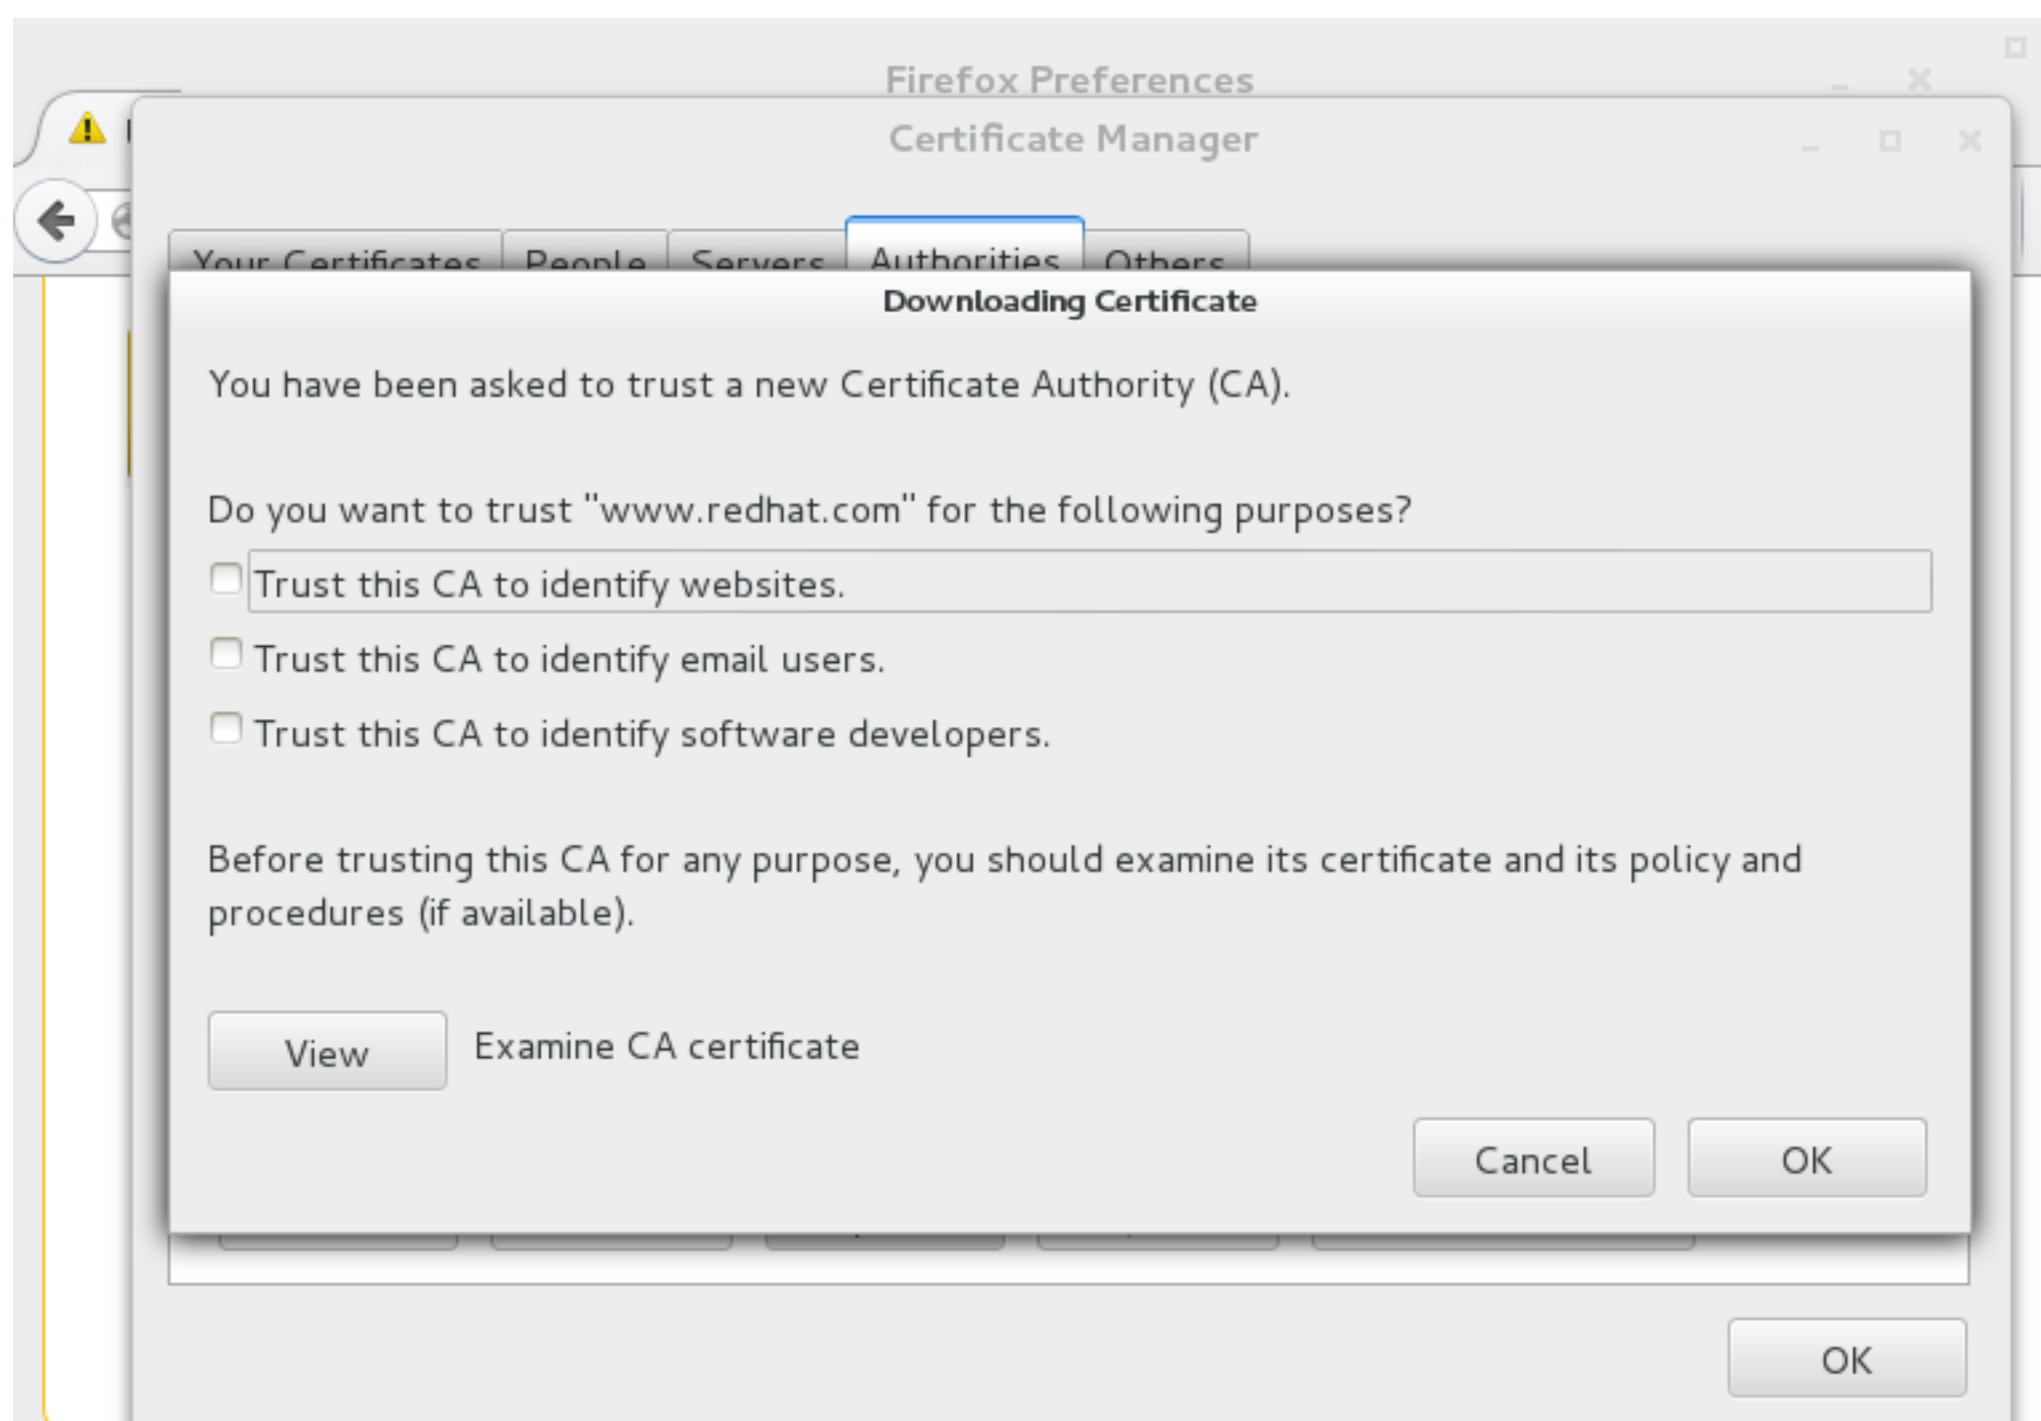 Firefox Preferences
Certificate Manager
Your Certificates People Servers Authorities Others
Downloading Certificate
You have been asked to trust a new Certificate Authority (CA).
Do you want to trust "www.redhat.com" for the following purposes?
Trust this CA to identify websites.
Trust this CA to identify email users.
Trust this CA to identify software developers.
Before trusting this CA for any purpose, you should examine its certificate and its policy and
procedures (if available).
View Examine CA certificate
Cancel OK
OK